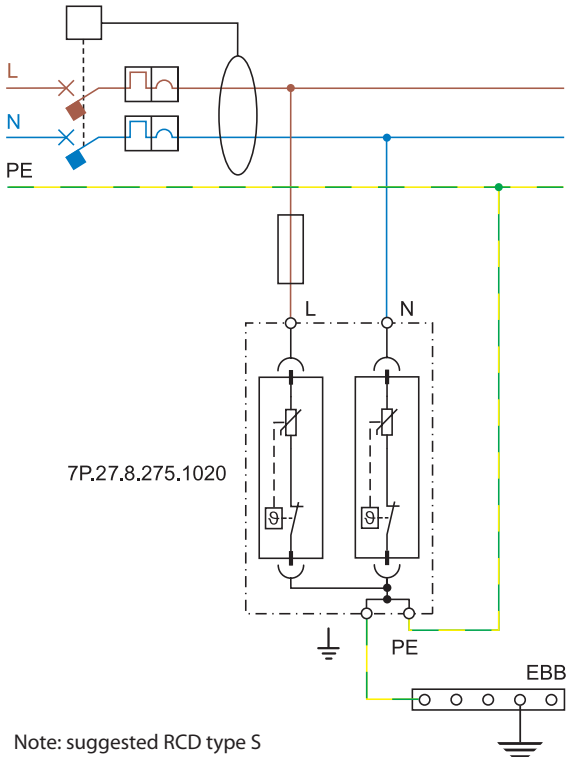 L
N
PE
L
N
7P.27.8.275.1020
ϑ
ϑ
PE
EBB
Note: suggested RCD type S